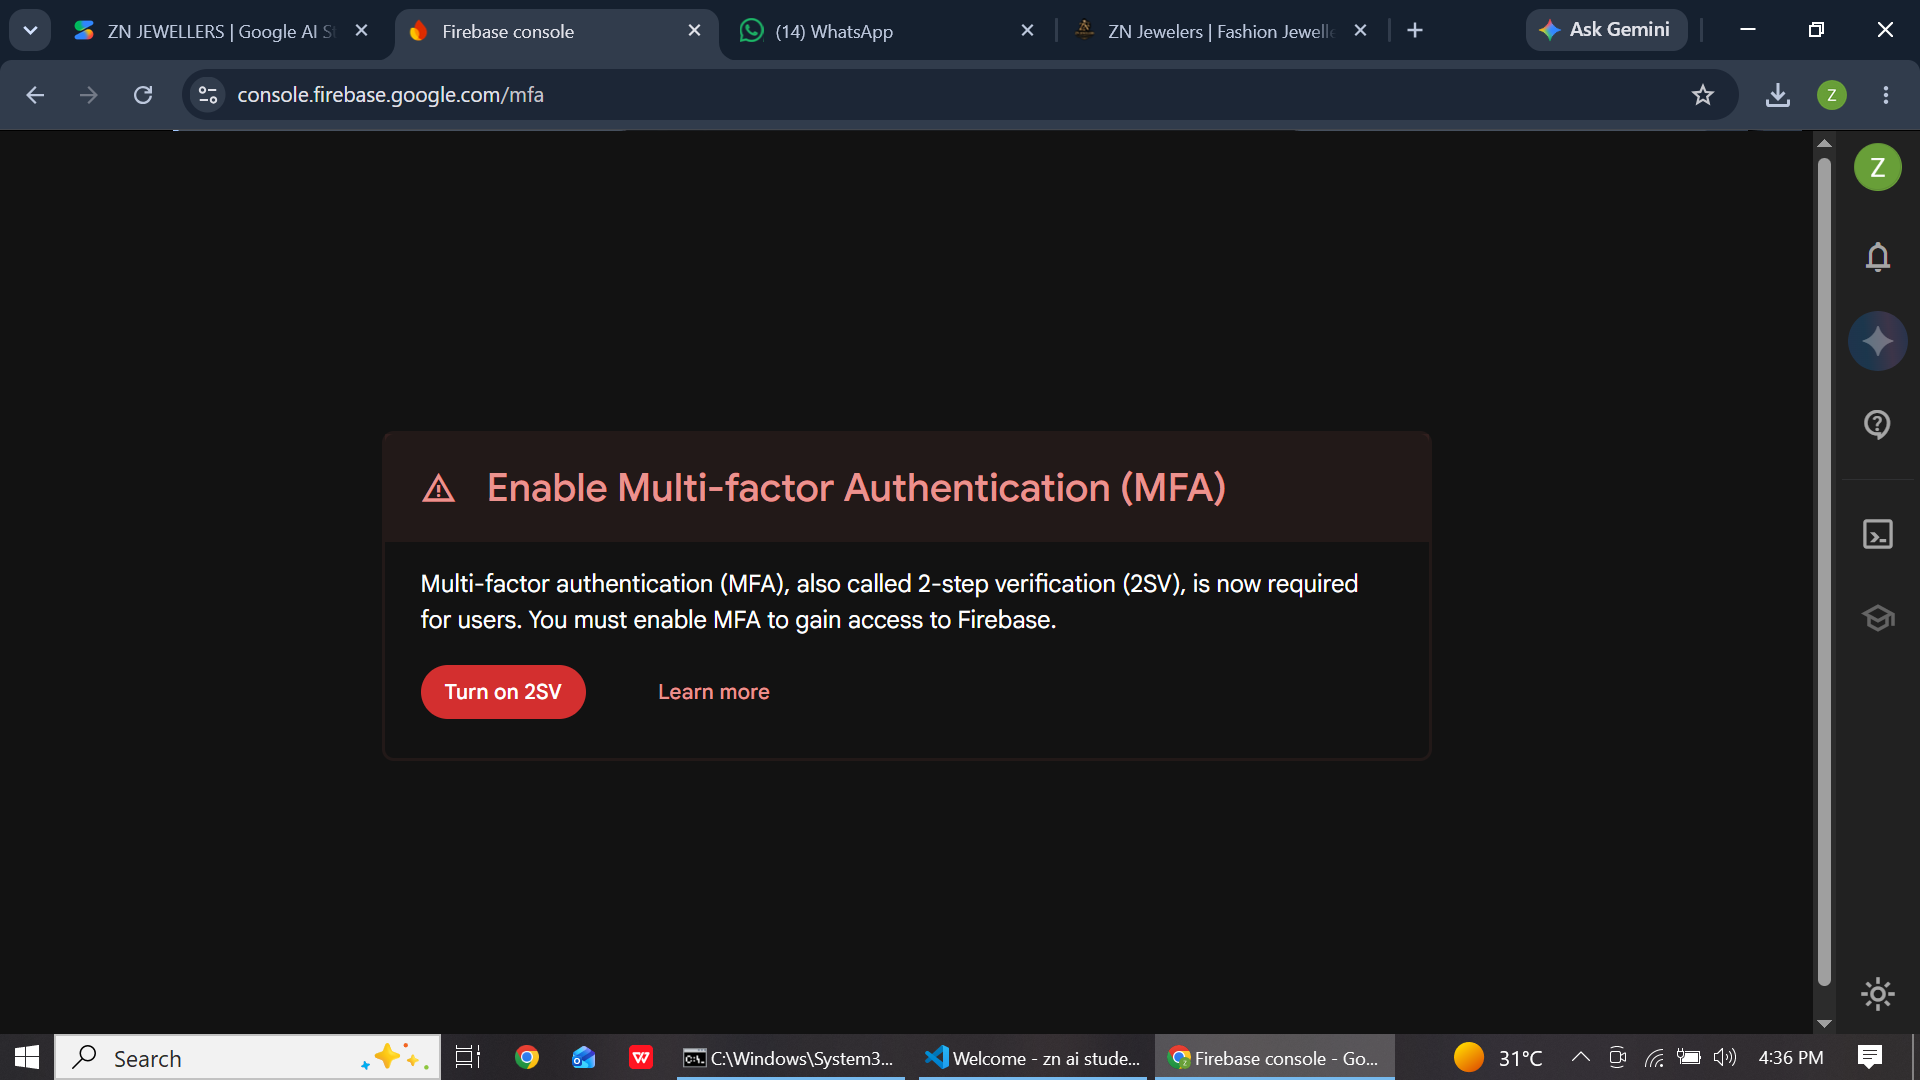 ZN JEWELLERS | Google AI St
Firebase console
(14) WhatsApp
ZN Jewelers | Fashion Jewelle
Ask Gemini
console.firebase.google.com/mfa
Z
Z
Enable Multi-factor Authentication (MFA)
Multi-factor authentication (MFA), also called 2-step verification (2SV), is now required
for users. You must enable MFA to gain access to Firebase.
Turn on 2SV
Learn more
Search
C:\Windows\System3...
Welcome - zn ai stude...
Firebase console - Go...
31°C
4:36 PM